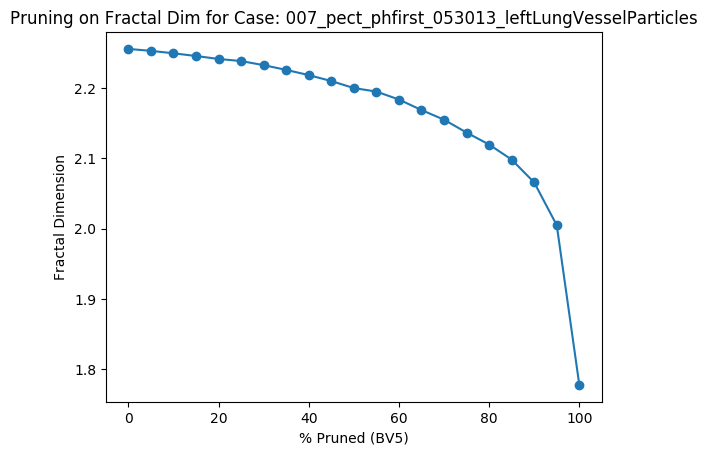 Pruning on Fractal Dim for Case: 007_pect_phfirst_053013_leftLungVesselParticles
Fractal Dimension
2.2
2.1
2.0
1.9
1.8
0 20 40 60 80 100
% Pruned (BV5)